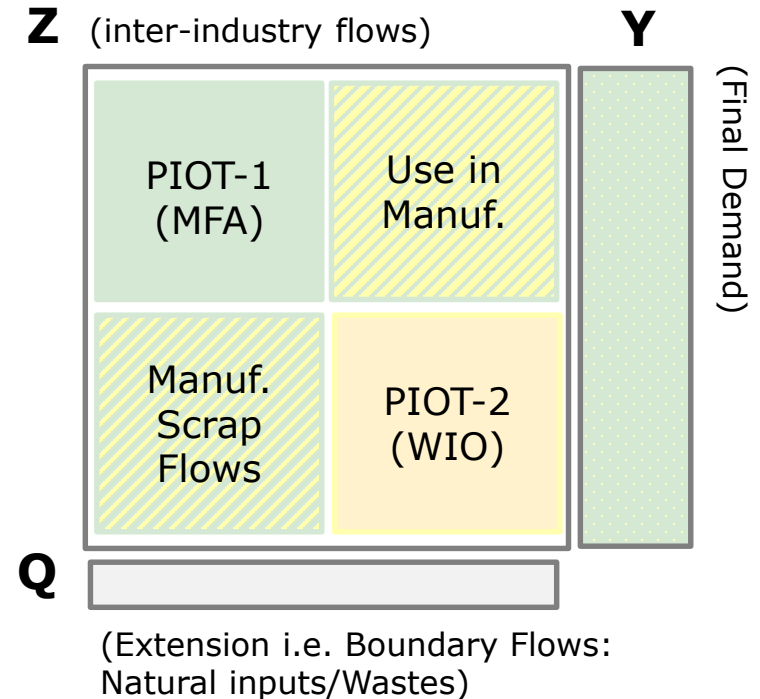 Z (inter-industry flows)
Y
(Final Demand)
PIOT-1
(MFA)
Use in
Manuf.
Manuf.
Scrap
Flows
PIOT-2
(WIO)
Q
(Extension i.e. Boundary Flows:
Natural inputs/Wastes)